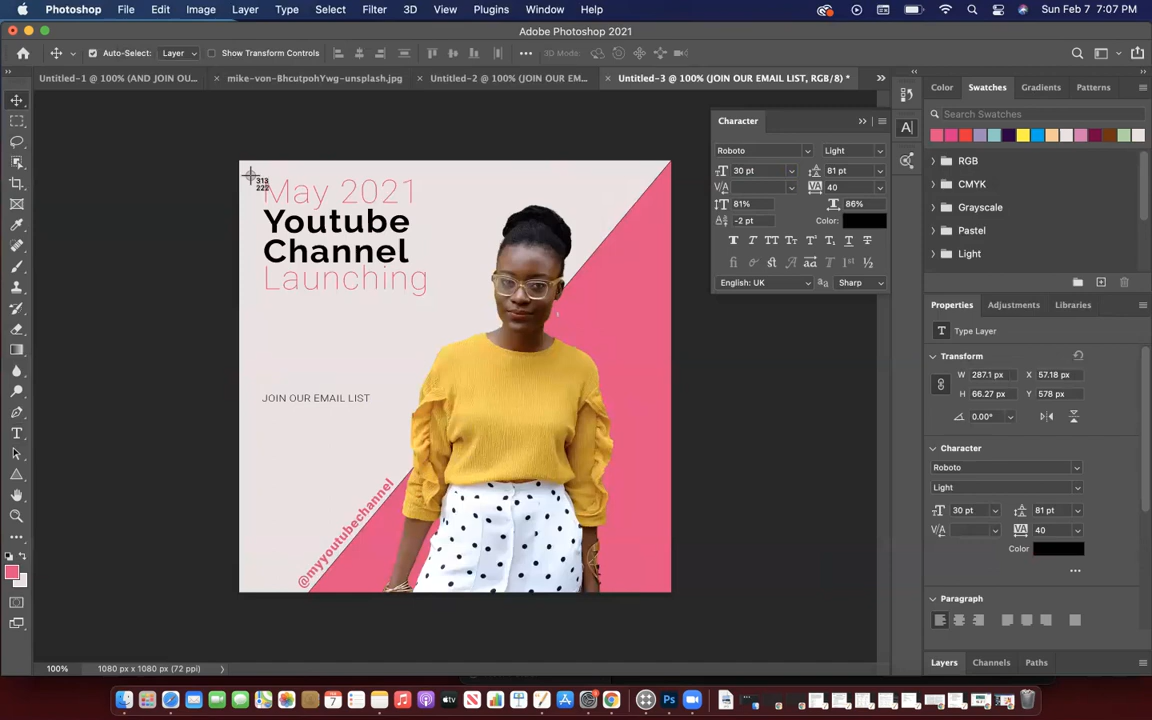 Photoshop File Edit Image Layer Type Select Filter 3D View Plugins Window Help Sun Feb 7 7:07 PM
Adobe Photoshop 2021
Auto-Select: Layer Show Transform Controls 3D Mode:
Untitled-1 @ 100% (AND JOIN OU... mike-von-BhcutpohYwg-unsplash.jpg Untitled-2 @ 100% (JOIN OUR EM... Untitled-3 @ 100% (JOIN OUR EMAIL LIST, RGB/8) *
Color Swatches Gradients Patterns
Search Swatches
RGB
CMYK
Grayscale
Pastel
Light
Character
Roboto Light
30 pt 81 pt
40
81% 86%
-2 pt Color:
English: UK Sharp
313
222
May 2021
Youtube
Channel
Launching
JOIN OUR EMAIL LIST
@myyoutubechannel
Properties Adjustments Libraries
Type Layer
Transform
W 287.1 px X 57.18 px
H 66.27 px Y 578 px
0.00°
Character
Roboto
Light
30 pt 81 pt
40
Color
Paragraph
Layers Channels Paths
100% 1080 px x 1080 px (72 ppi)